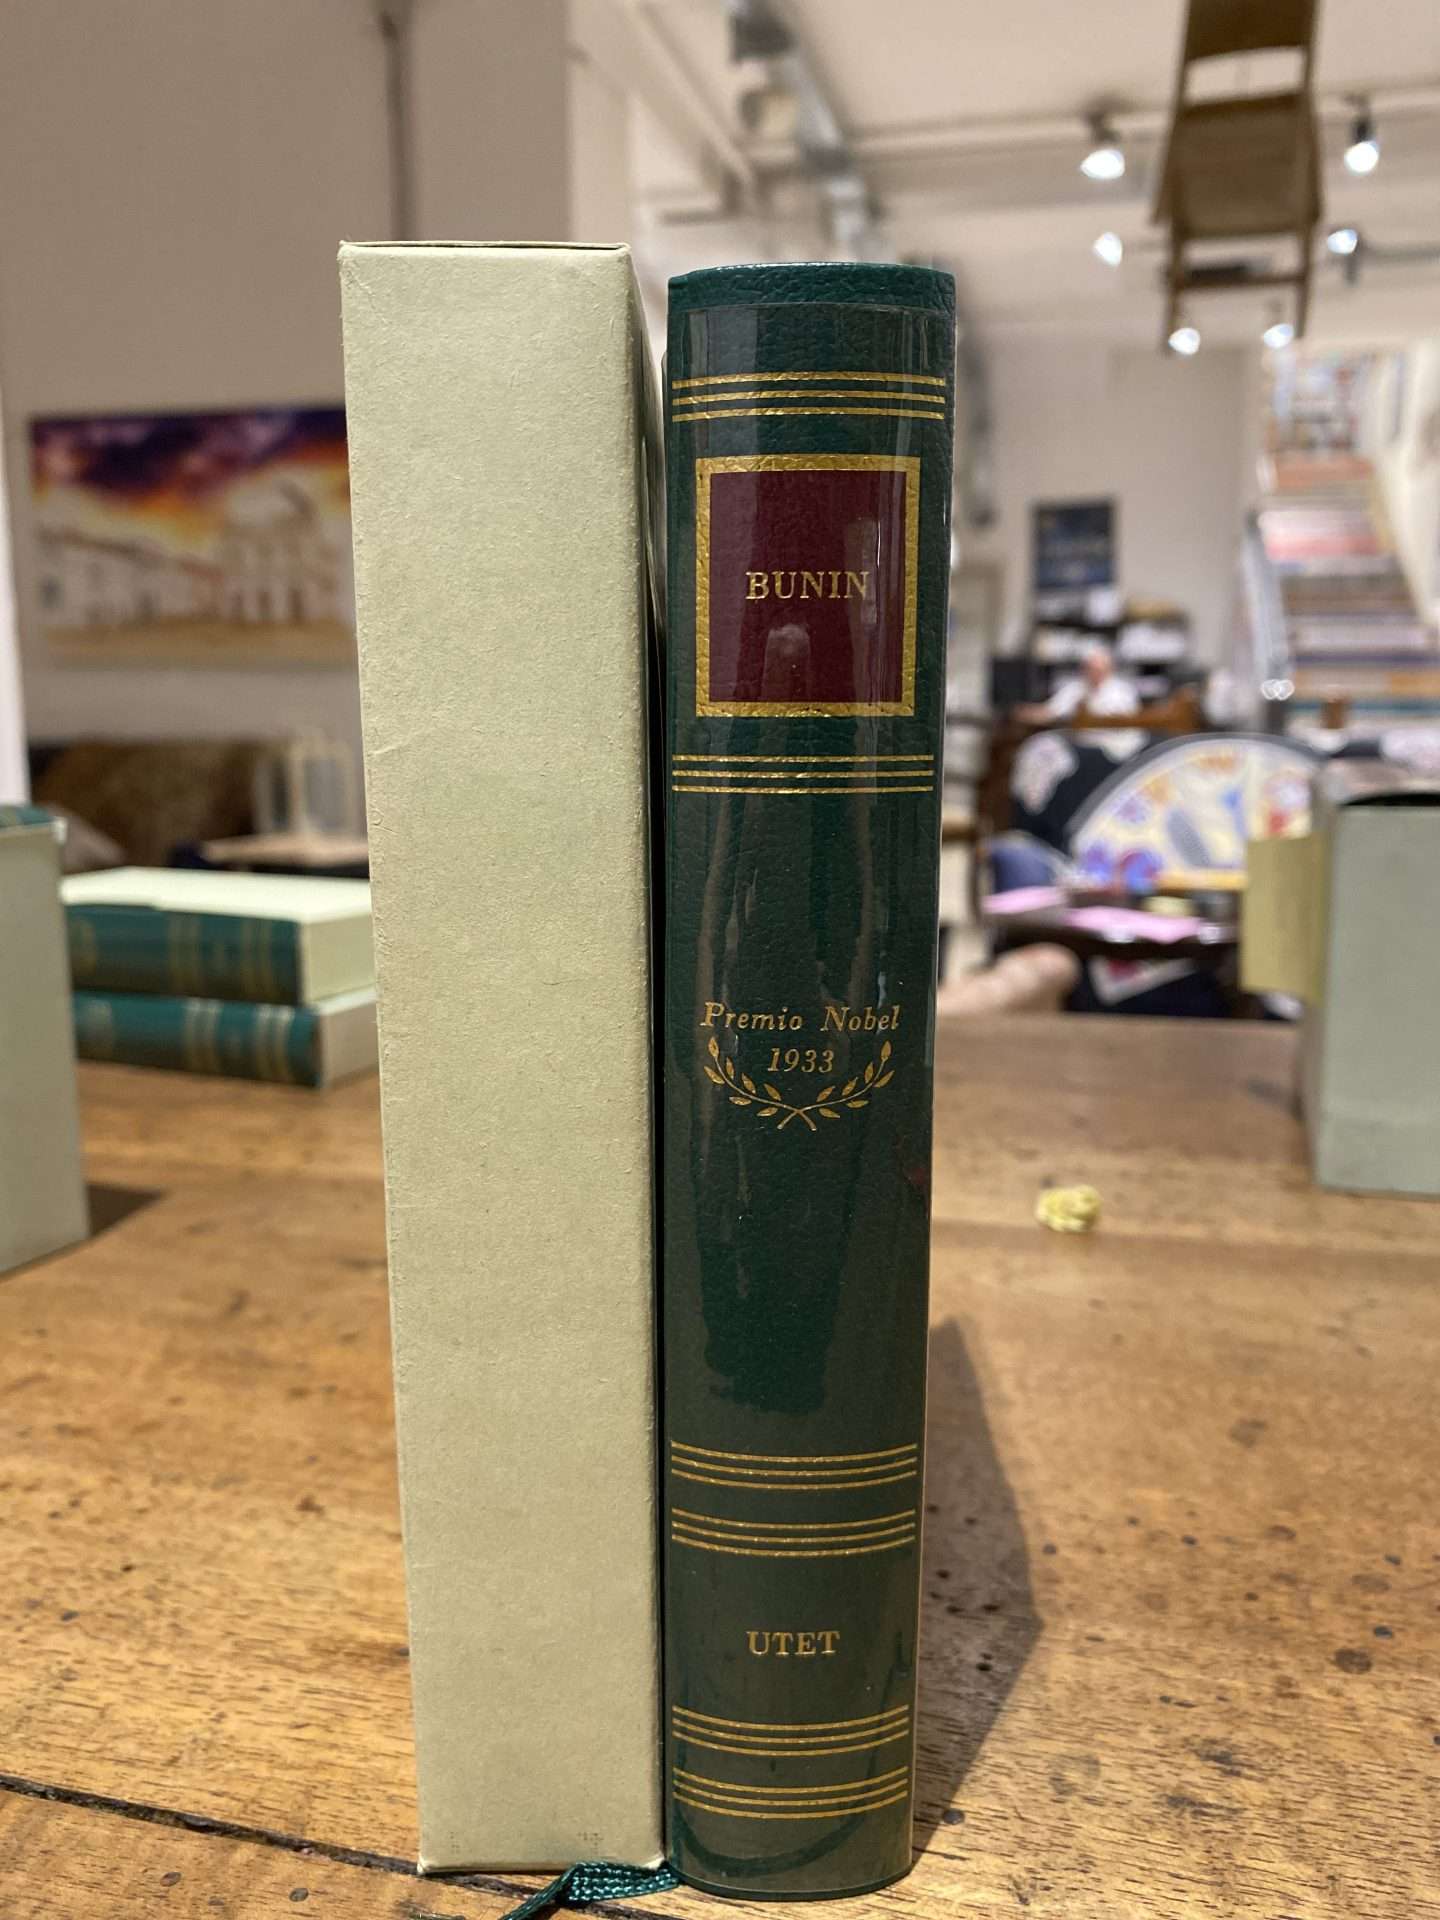 BUNIN
Premio Nobel
1933
UTET